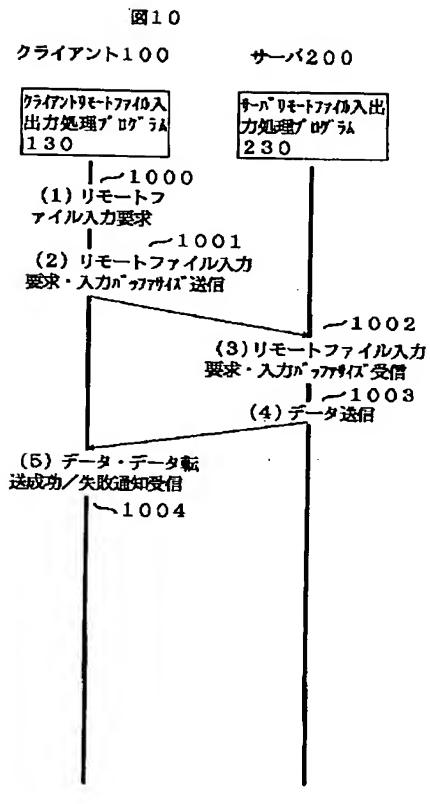 図10
クライアント100 サーバ200
クライアントリモートファイル入
出力処理プログラム
130
サーバリモートファイル入出
力処理プログラム
230
1000
(1) リモートフ
ァイル入力要求
1001
(2) リモートファイル入力
要求・入力バッファサイズ送信
1002
(3) リモートファイル入力
要求・入力バッファサイズ受信
1003
(4) データ送信
(5) データ・データ転
送成功/失敗通知受信
1004